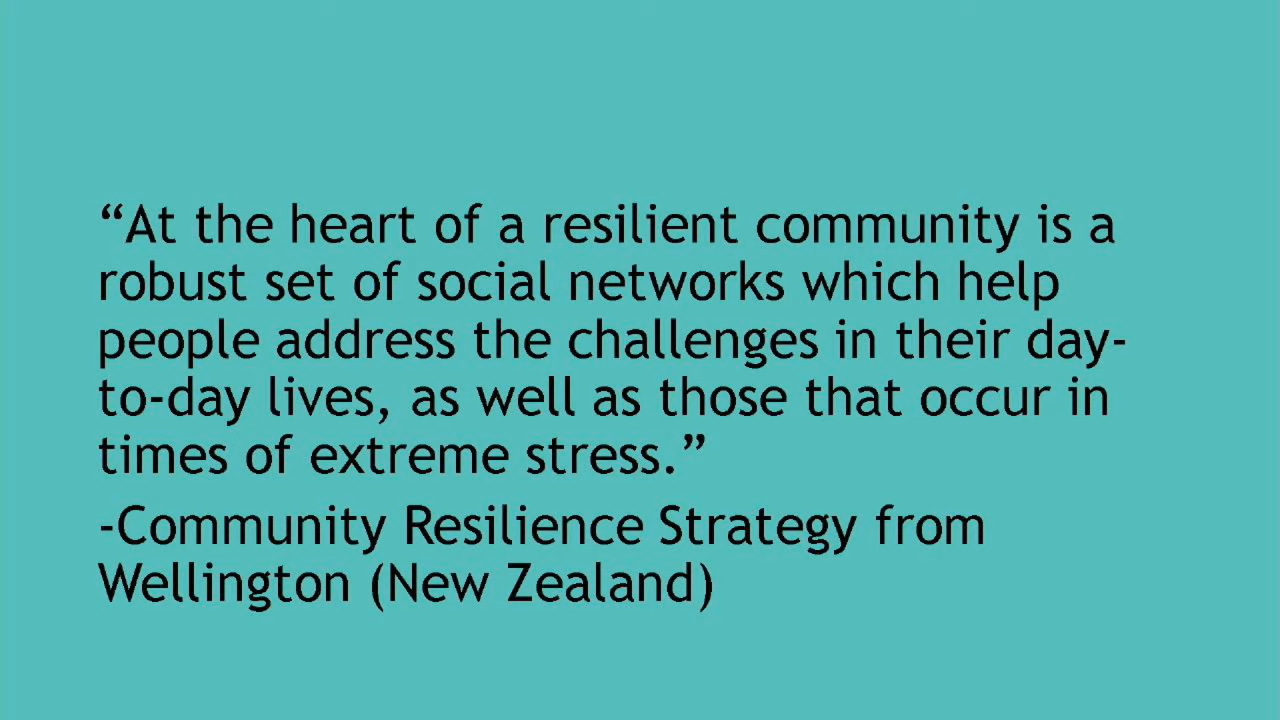 “At the heart of a resilient community is a
robust set of social networks which help
people address the challenges in their day-
to-day lives, as well as those that occur in
times of extreme stress.”
-Community Resilience Strategy from
Wellington (New Zealand)